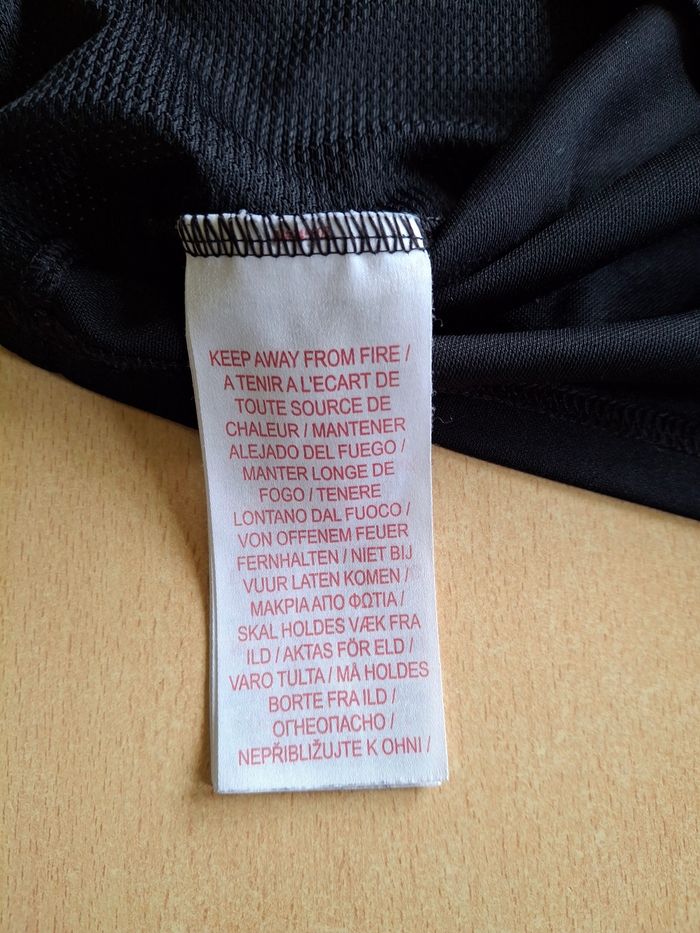 KEEP AWAY FROM FIRE /
A TENIR A L'ECART DE
TOUTE SOURCE DE
CHALEUR / MANTENER
ALEJADO DEL FUEGO /
MANTER LONGE DE
FOGO / TENERE
LONTANO DAL FUOCO /
VON OFFENEM FEUER
FERNHALTEN / NIET BIJ
VUUR LATEN KOMEN /
ΜΑΚΡΙΑ ΑΠΟ ΦΩΤΙΑ /
SKAL HOLDES VÆK FRA
ILD / AKTAS FÖR ELD /
VARO TULTA / MÅ HOLDES
BORTE FRA ILD /
ОГНЕОПАСНО /
NEPŘIBLIŽUJTE K OHNI /